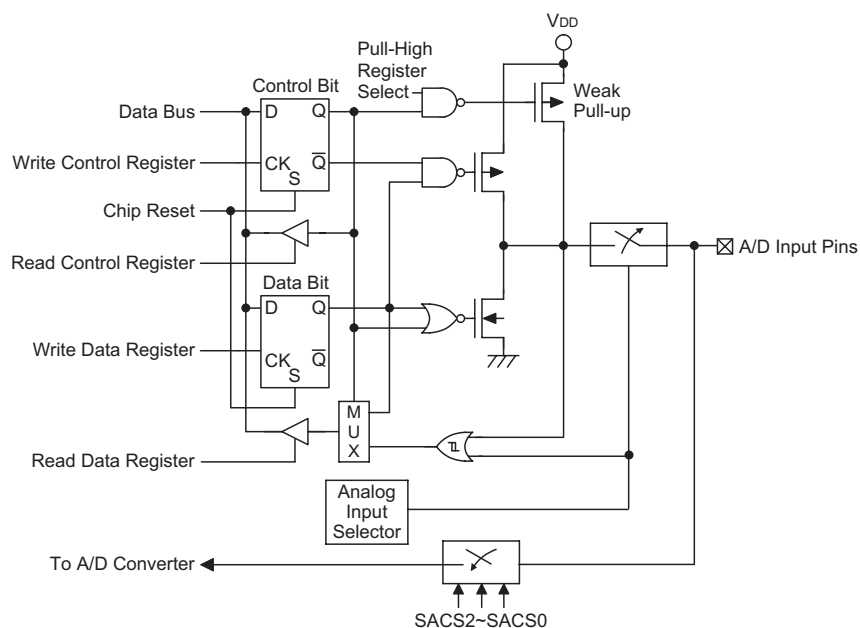 VDD
Pull-High
Register
Select
Weak
Pull-up
Control Bit
Data Bus
D
Q
Write Control Register
CK
Q̅
S
Chip Reset
Read Control Register
A/D Input Pins
Data Bit
D
Q
Write Data Register
CK
Q̅
S
M
U
X
Read Data Register
Analog
Input
Selector
To A/D Converter
SACS2~SACS0